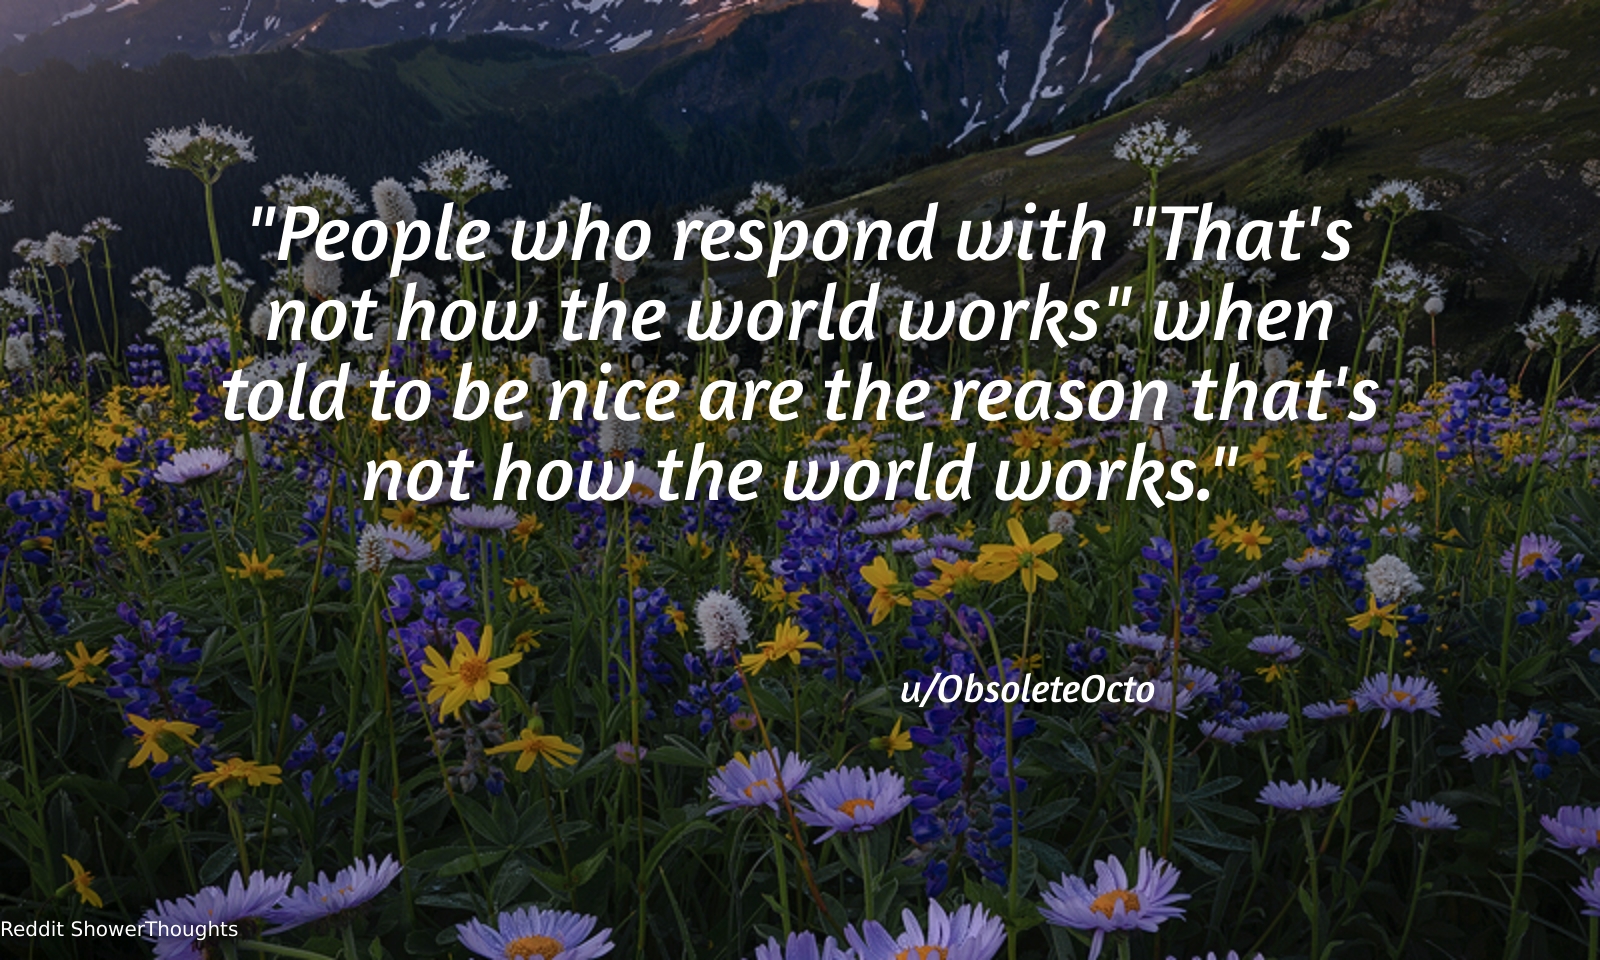 "People who respond with "That's
not how the world works" when
told to be nice are the reason that's
not how the world works."
u/ObsoleteOcto
Reddit ShowerThoughts